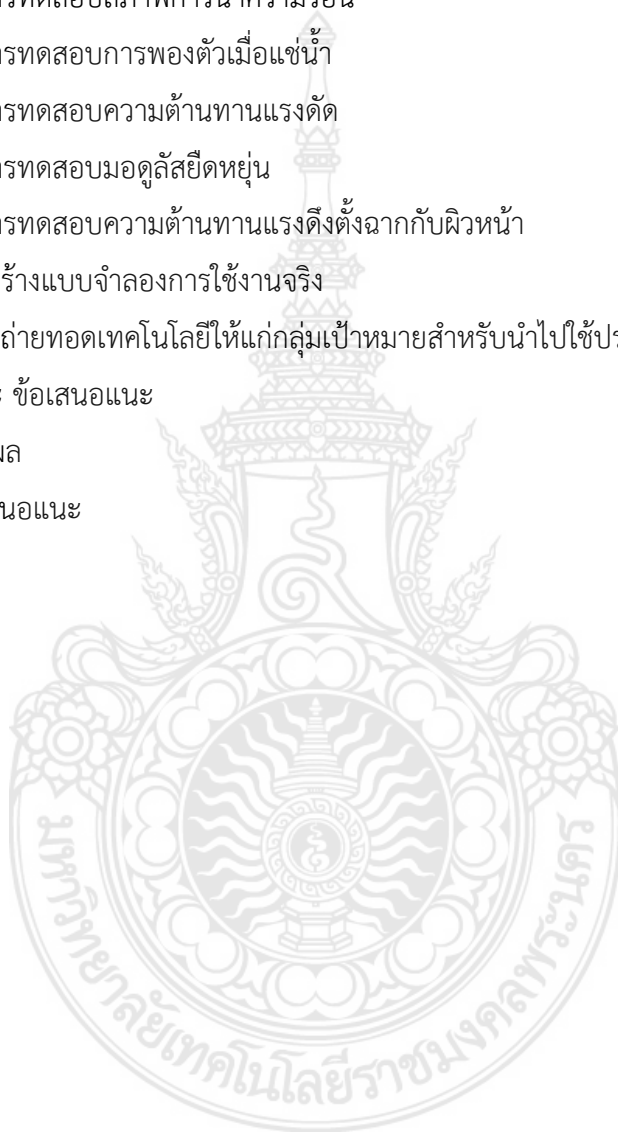 รทดสอบสภาพการนำความร้อน
รทดสอบการพองตัวเมื่อแช่น้ำ
รทดสอบความต้านทานแรงดัด
รทดสอบมอดูลัสยืดหยุ่น
รทดสอบความต้านทานแรงดึงตั้งฉากกับผิวหน้า
ร้างแบบจำลองการใช้งานจริง
ถ่ายทอดเทคโนโลยีให้แก่กลุ่มเป้าหมายสำหรับนำไปใช้ปร
ะ ข้อเสนอแนะ
ผล
นอแนะ
มหาวิทยาลัยเทคโนโลยีราชมงคลพระนคร